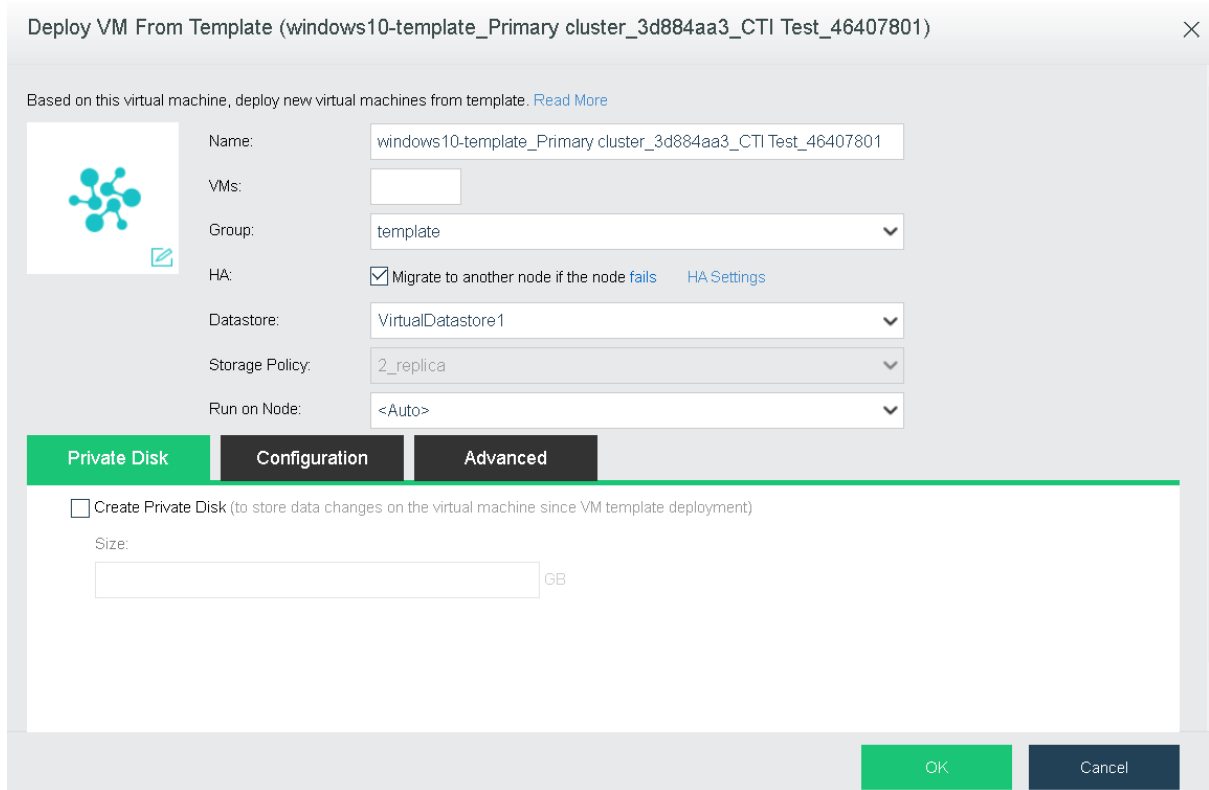 Deploy VM From Template (windows10-template_Primary cluster_3d884aa3_CTI Test_46407801)
Based on this virtual machine, deploy new virtual machines from template. Read More
Name: windows10-template_Primary cluster_3d884aa3_CTI Test_46407801
VMs:
Group: template
HA: Migrate to another node if the node fails HA Settings
Datastore: VirtualDatastore1
Storage Policy: 2_replica
Run on Node: <Auto>
Private Disk Configuration Advanced
Create Private Disk (to store data changes on the virtual machine since VM template deployment)
Size:
GB
OK Cancel